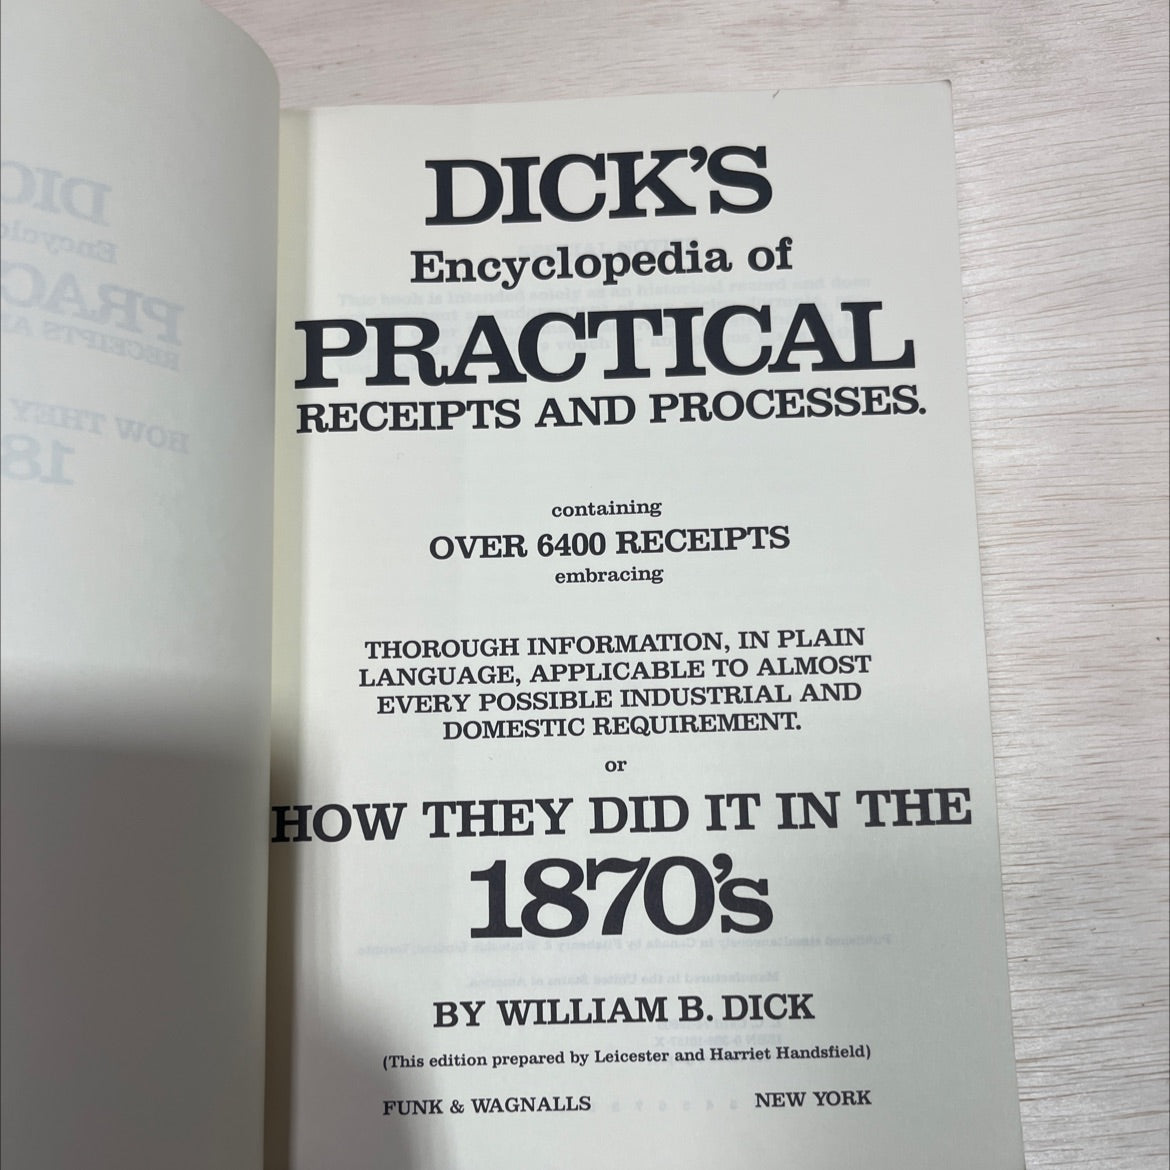 DICK'S
Encyclopedia of
PRACTICAL
RECEIPTS AND PROCESSES.
containing
OVER 6400 RECEIPTS
embracing
THOROUGH INFORMATION, IN PLAIN
LANGUAGE, APPLICABLE TO ALMOST
EVERY POSSIBLE INDUSTRIAL AND
DOMESTIC REQUIREMENT.
or
HOW THEY DID IT IN THE
1870's
BY WILLIAM B. DICK
(This edition prepared by Leicester and Harriet Handsfield)
FUNK & WAGNALLS NEW YORK